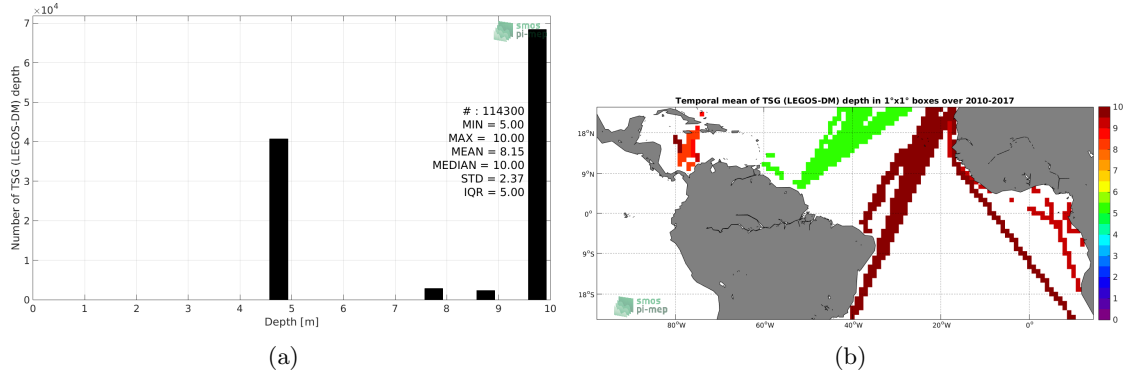 ×10⁴
7
6
5
4
3
2
1
0
Number of TSG (LEGOS-DM) depth
smos
pi-mep
# : 114300
MIN = 5.00
MAX = 10.00
MEAN = 8.15
MEDIAN = 10.00
STD = 2.37
IQR = 5.00
0 1 2 3 4 5 6 7 8 9 10
Depth [m]
(a)
Temporal mean of TSG (LEGOS-DM) depth in 1°x1° boxes over 2010-2017
18°N
9°N
0°
9°S
18°S
80°W 60°W 40°W 20°W 0°
smos
pi-mep
10
9
8
7
6
5
4
3
2
1
0
(b)